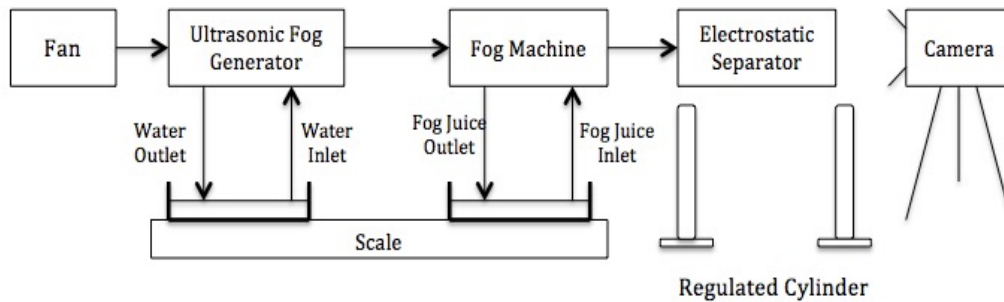 Fan
Ultrasonic Fog
Generator
Fog Machine
Electrostatic
Separator
Camera
Water
Outlet
Water
Inlet
Fog Juice
Outlet
Fog Juice
Inlet
Scale
Regulated Cylinder